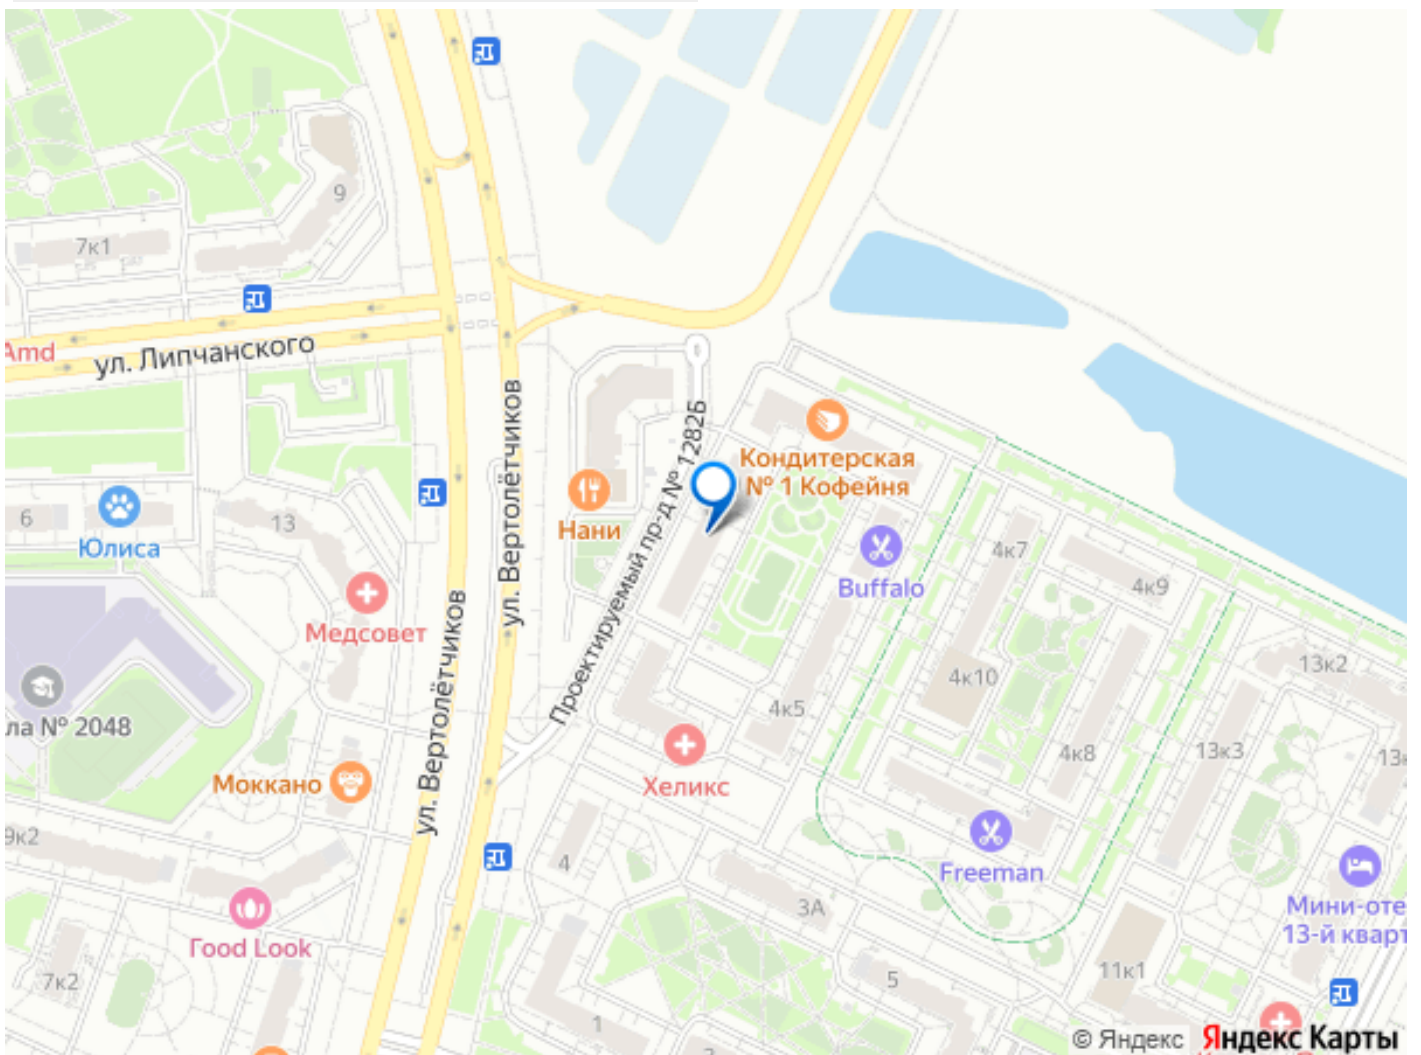 9
7к1
Amd
ул. Липчанского
ул. Вертолётчиков
Проектируемый пр-д № 1282Б
Кондитерская
№ 1 Кофейня
Нани
6
Юлиса
13
Buffalo
4к7
4к9
Медсовет
ул. Вертолётчиков
13к2
4к10
ла № 2048
4к5
4к8
13к3
13к
Хеликс
Моккано
9к2
4
Freeman
3А
Мини-оте
13-й кварт
Good Look
7к2
5
11к1
1
© Яндекс Яндекс Карты